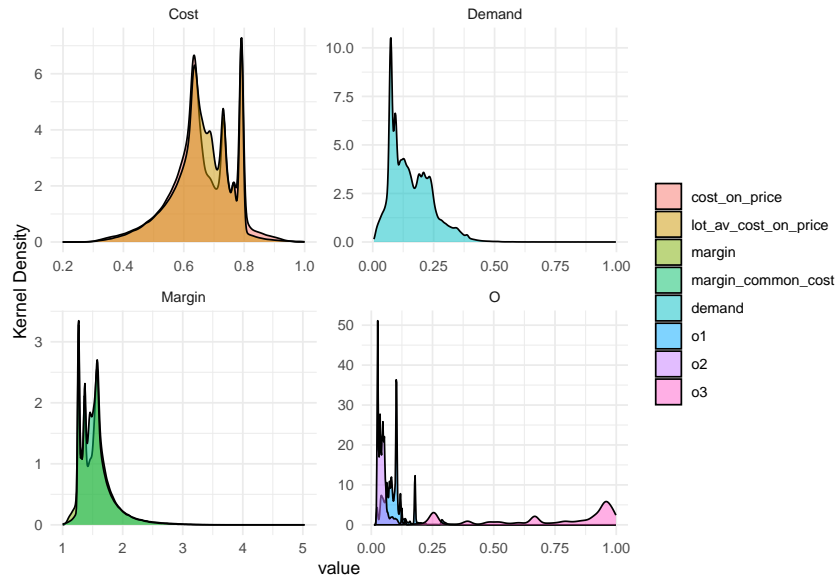 Cost
Demand
6
4
2
0
0.2
0.4
0.6
0.8
1.0
10.0
7.5
5.0
2.5
0.0
0.00
0.25
0.50
0.75
1.00
Kernel Density
Margin
O
3
2
1
0
1
2
3
4
5
50
40
30
20
10
0
0.00
0.25
0.50
0.75
1.00
value
cost_on_price
lot_av_cost_on_price
margin
margin_common_cost
demand
o1
o2
o3